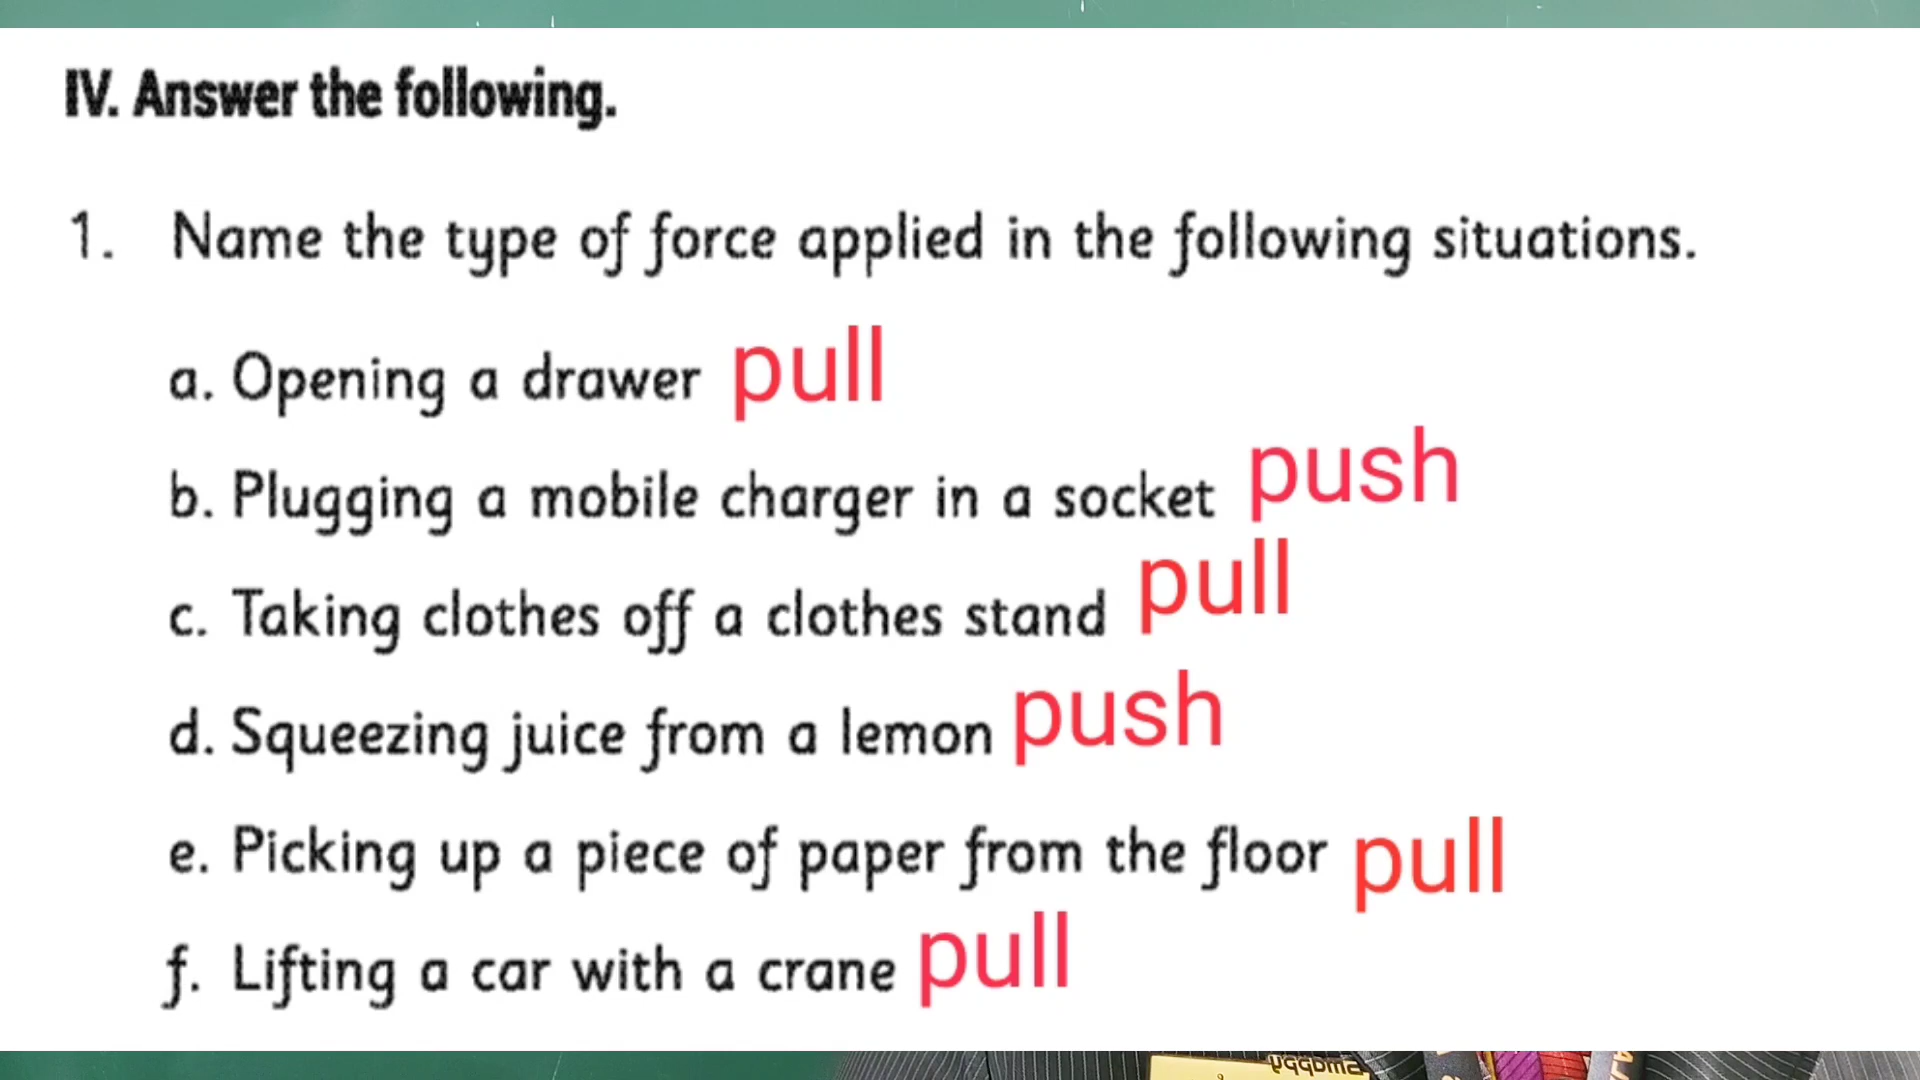 IV. Answer the following.
1. Name the type of force applied in the following situations.
a. Opening a drawer pull
b. Plugging a mobile charger in a socket push
c. Taking clothes off a clothes stand pull
d. Squeezing juice from a lemon push
e. Picking up a piece of paper from the floor pull
f. Lifting a car with a crane pull